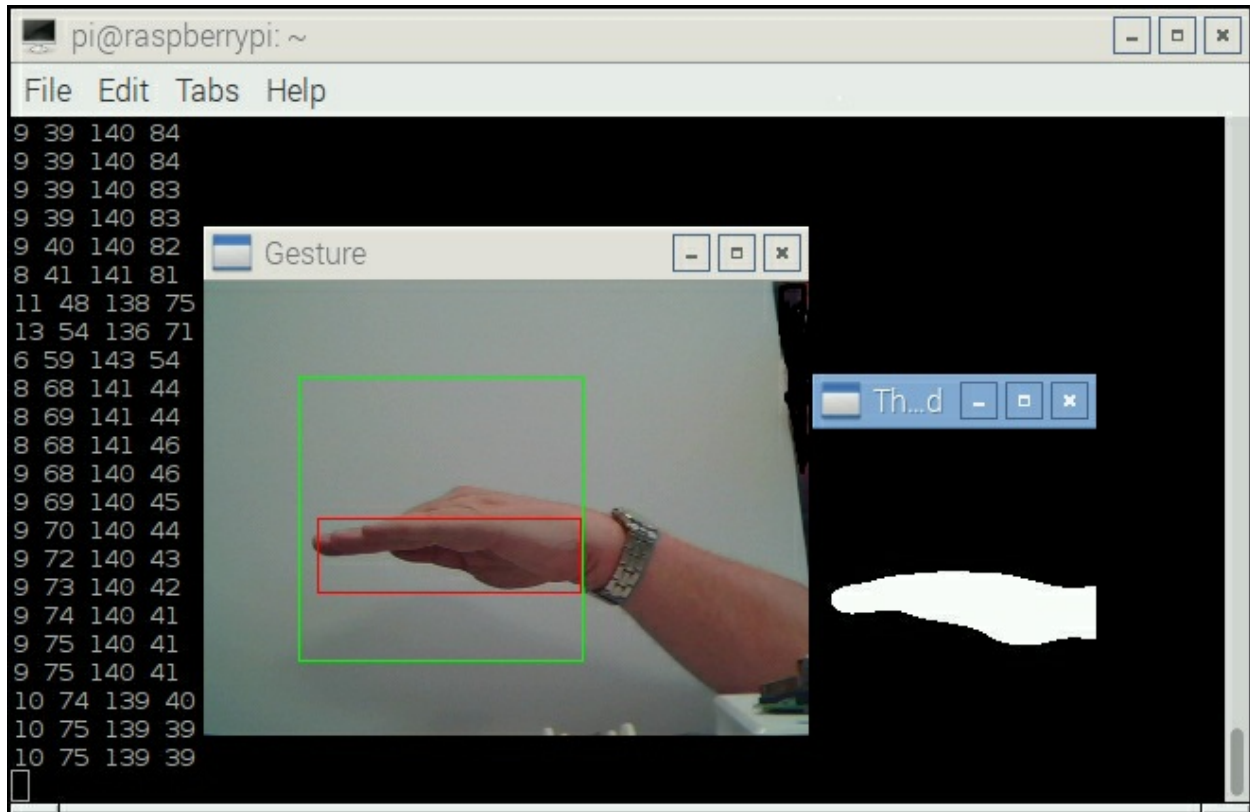 pi@raspberrypi: ~
File Edit Tabs Help
9 39 140 84
9 39 140 84
9 39 140 83
9 39 140 83
9 40 140 82
8 41 141 81
11 48 138 75
13 54 136 71
6 59 143 54
8 68 141 44
8 69 141 44
8 68 141 46
9 68 140 46
9 69 140 45
9 70 140 44
9 72 140 43
9 73 140 42
9 74 140 41
9 75 140 41
9 75 140 41
10 74 139 40
10 75 139 39
10 75 139 39
Gesture
Th...d